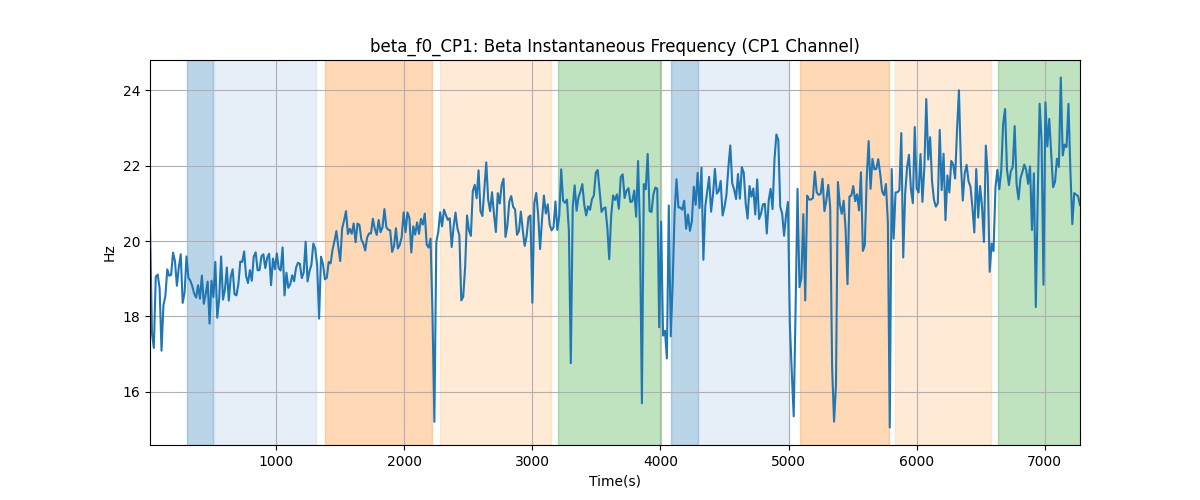 beta_f0_CP1: Beta Instantaneous Frequency (CP1 Channel)
Hz
24
22
20
18
16
1000 2000 3000 4000 5000 6000 7000
Time(s)